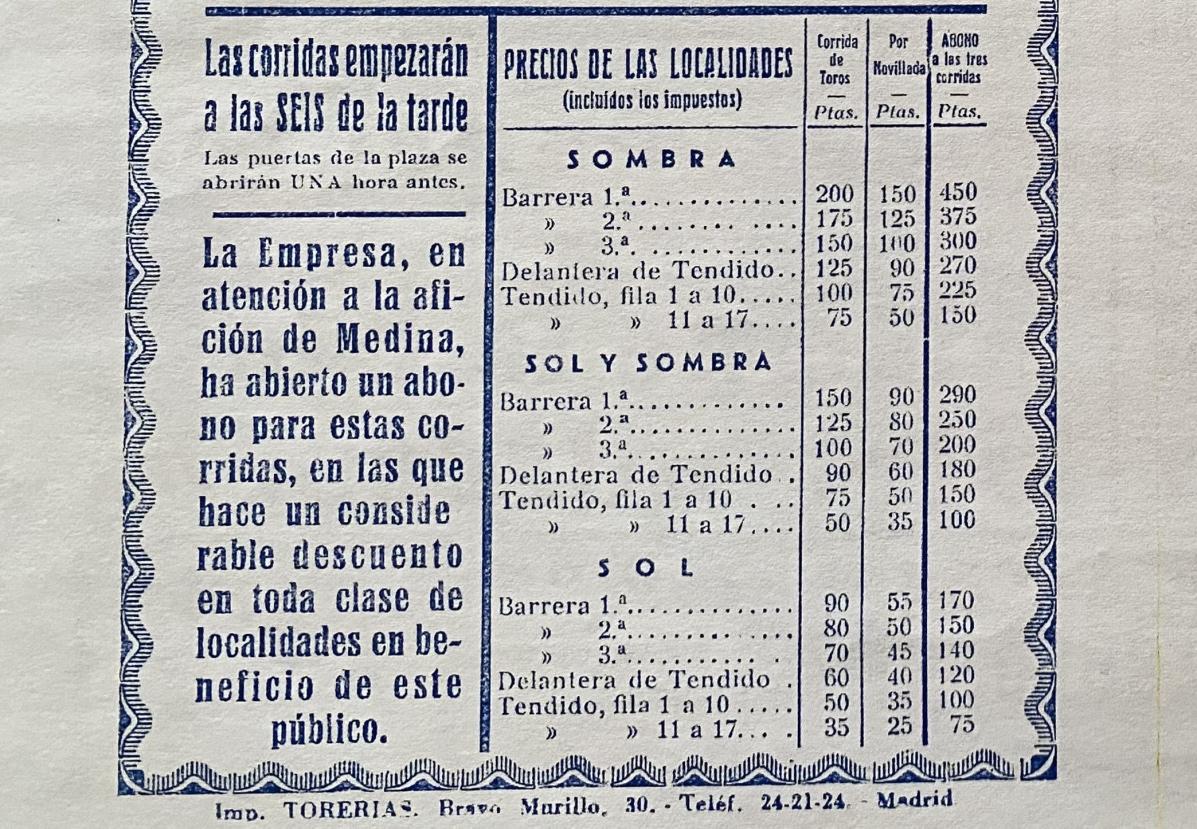 Las corridas empezarán
a las SEIS de la tarde
Las puertas de la plaza se
abrirán UNA hora antes.
La Empresa, en
atención a la afi-
ción de Medina,
ha abierto un abo-
no para estas co-
rridas, en las que
hace un conside
rable descuento
en toda clase de
localidades en be-
neficio de este
público.
PRECIOS DE LAS LOCALIDADES
(incluídos los impuestos)
Corrida de Toros — Ptas.
Por Novillada — Ptas.
ABONO a las tres corridas — Ptas.
SOMBRA
Barrera 1.ª.............. 200 150 450
» 2.ª .............. 175 125 375
» 3.ª. ............. 150 100 300
Delantera de Tendido.. 125 90 270
Tendido, fila 1 a 10..... 100 75 225
» » 11 a 17.... 75 50 150
SOL Y SOMBRA
Barrera 1.ª.............. 150 90 290
» 2.ª.............. 125 80 250
» 3.ª.............. 100 70 200
Delantera de Tendido . 90 60 180
Tendido, fila 1 a 10 . .. 75 50 150
» » 11 a 17.... 50 35 100
SOL
Barrera 1.ª.............. 90 55 170
» 2.ª.............. 80 50 150
» 3.ª........... . 70 45 140
Delantera de Tendido . 60 40 120
Tendido, fila 1 a 10 ..... 50 35 100
» » 11 a 17... . 35 25 75
Imp. TORERIAS. Bravo Murillo, 30. - Teléf. 24-21-24. - Madrid